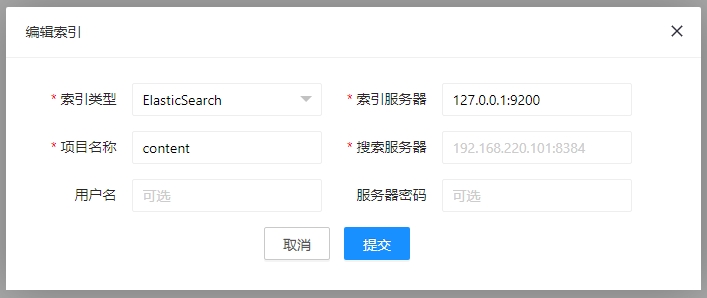 编辑索引
* 索引类型 ElasticSearch * 索引服务器 127.0.0.1:9200
* 项目名称 content * 搜索服务器 192.168.220.101:8384
用户名 可选 服务器密码 可选
取消 提交